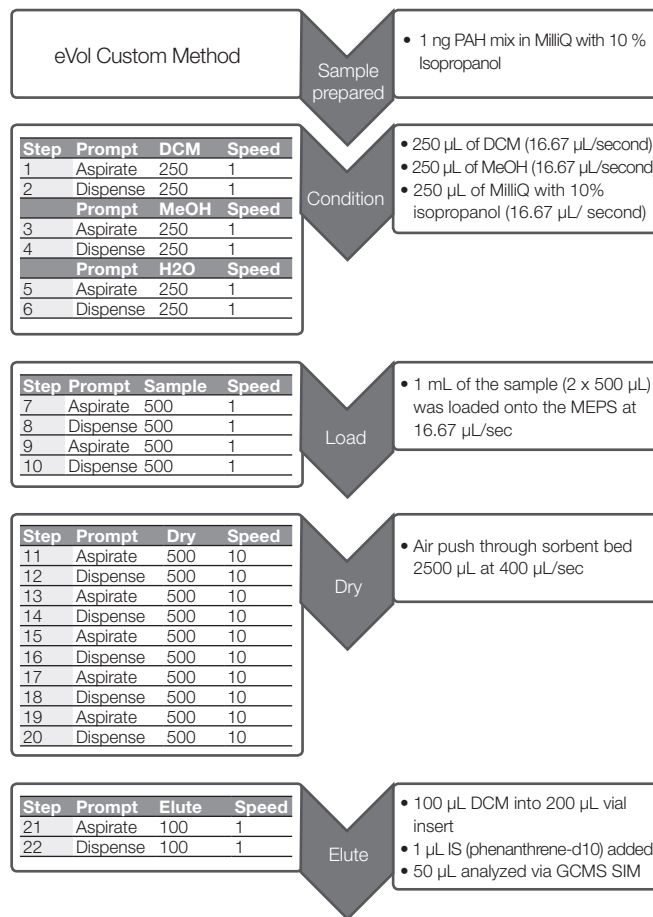 eVol Custom Method
Sample
prepared
• 1 ng PAH mix in MilliQ with 10 %
Isopropanol
Step Prompt DCM Speed
1 Aspirate 250 1
2 Dispense 250 1
Prompt MeOH Speed
3 Aspirate 250 1
4 Dispense 250 1
Prompt H2O Speed
5 Aspirate 250 1
6 Dispense 250 1
Condition
• 250 µL of DCM (16.67 µL/second)
• 250 µL of MeOH (16.67 µL/second
• 250 µL of MilliQ with 10%
isopropanol (16.67 µL/ second)
Step Prompt Sample Speed
7 Aspirate 500 1
8 Dispense 500 1
9 Aspirate 500 1
10 Dispense 500 1
Load
• 1 mL of the sample (2 x 500 µL)
was loaded onto the MEPS at
16.67 µL/sec
Step Prompt Dry Speed
11 Aspirate 500 10
12 Dispense 500 10
13 Aspirate 500 10
14 Dispense 500 10
15 Aspirate 500 10
16 Dispense 500 10
17 Aspirate 500 10
18 Dispense 500 10
19 Aspirate 500 10
20 Dispense 500 10
Dry
• Air push through sorbent bed
2500 µL at 400 µL/sec
Step Prompt Elute Speed
21 Aspirate 100 1
22 Dispense 100 1
Elute
• 100 µL DCM into 200 µL vial
insert
• 1 µL IS (phenanthrene-d10) added
• 50 µL analyzed via GCMS SIM